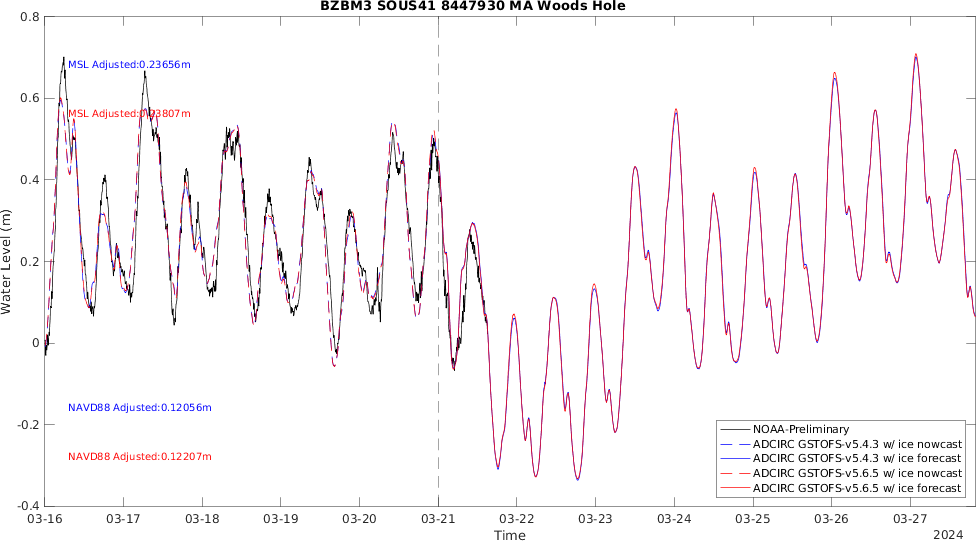 BZBM3 SOUS41 8447930 MA Woods Hole
0.8
0.6
0.4
0.2
0
-0.2
-0.4
Water Level (m)
MSL Adjusted:0.23656m
MSL Adjusted:0.23807m
NAVD88 Adjusted:0.12056m
NAVD88 Adjusted:0.12207m
NOAA-Preliminary
ADCIRC GSTOFS-v5.4.3 w/ ice nowcast
ADCIRC GSTOFS-v5.4.3 w/ ice forecast
ADCIRC GSTOFS-v5.6.5 w/ ice nowcast
ADCIRC GSTOFS-v5.6.5 w/ ice forecast
03-16 03-17 03-18 03-19 03-20 03-21 03-22 03-23 03-24 03-25 03-26 03-27
Time
2024